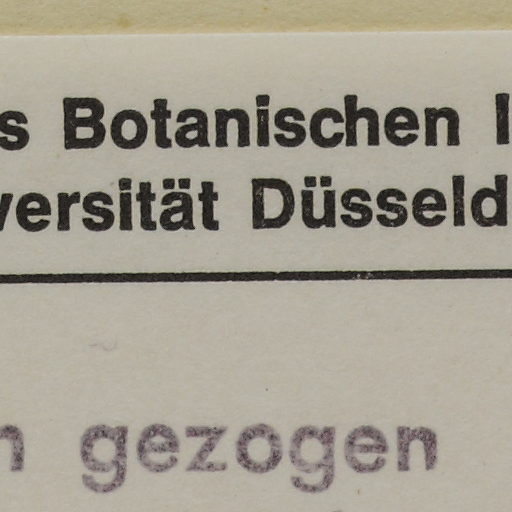 s Botanischen I
versität Düsseld
n gezogen